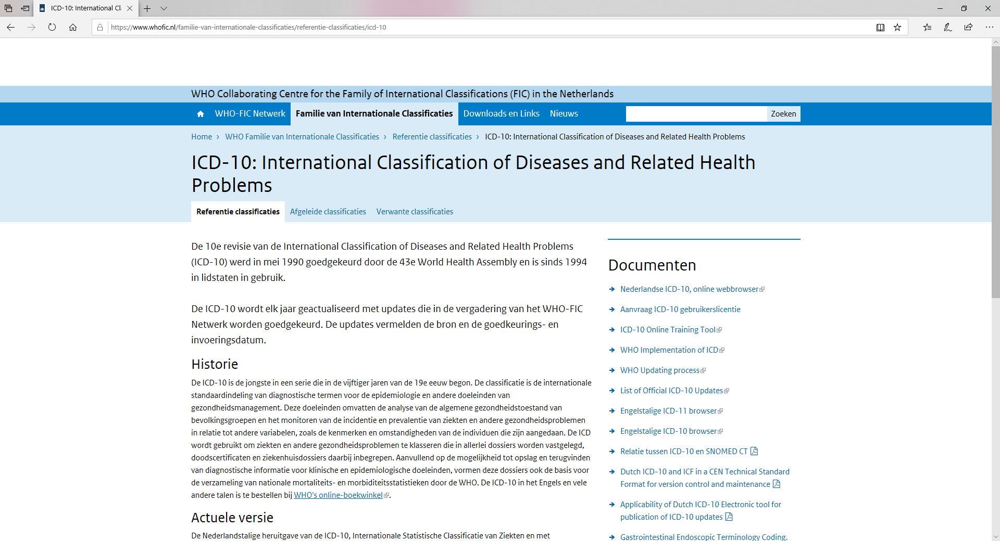 ICD-10: International Cl
https://www.whofic.nl/familie-van-internationale-classificaties/referentie-classificaties/icd-10
WHO Collaborating Centre for the Family of International Classifications (FIC) in the Netherlands
WHO-FIC Netwerk Familie van Internationale Classificaties Downloads en Links Nieuws Zoeken
Home › WHO Familie van Internationale Classificaties › Referentie classificaties › ICD-10: International Classification of Diseases and Related Health Problems
ICD-10: International Classification of Diseases and Related Health
Problems
Referentie classificaties Afgeleide classificaties Verwante classificaties
De 10e revisie van de International Classification of Diseases and Related Health Problems
(ICD-10) werd in mei 1990 goedgekeurd door de 43e World Health Assembly en is sinds 1994
in lidstaten in gebruik.
De ICD-10 wordt elk jaar geactualiseerd met updates die in de vergadering van het WHO-FIC
Netwerk worden goedgekeurd. De updates vermelden de bron en de goedkeurings- en
invoeringsdatum.
Historie
De ICD-10 is de jongste in een serie die in de vijftiger jaren van de 19e eeuw begon. De classificatie is de internationale
standaardindeling van diagnostische termen voor de epidemiologie en andere doeleinden van
gezondheidsmanagement. Deze doeleinden omvatten de analyse van de algemene gezondheidstoestand van
bevolkingsgroepen en het monitoren van de incidentie en prevalentie van ziekten en andere gezondheidsproblemen
in relatie tot andere variabelen, zoals de kenmerken en omstandigheden van de individuen die zijn aangedaan. De ICD
wordt gebruikt om ziekten en andere gezondheidsproblemen te klasseren die in allerlei dossiers worden vastgelegd,
doodscertificaten en ziekenhuisdossiers daarbij inbegrepen. Aanvullend op de mogelijkheid tot opslag en terugvinden
van diagnostische informatie voor klinische en epidemiologische doeleinden, vormen deze dossiers ook de basis voor
de verzameling van nationale mortaliteits- en morbiditeitsstatistieken door de WHO. De ICD-10 in het Engels en vele
andere talen is te bestellen bij WHO's online-boekwinkel.
Actuele versie
De Nederlandstalige heruitgave van de ICD-10, Internationale Statistische Classificatie van Ziekten en met
Documenten
Nederlandse ICD-10, online webbrowser
Aanvraag ICD-10 gebruikerslicentie
ICD-10 Online Training Tool
WHO Implementation of ICD
WHO Updating process
List of Official ICD-10 Updates
Engelstalige ICD-11 browser
Engelstalige ICD-10 browser
Relatie tussen ICD-10 en SNOMED CT
Dutch ICD-10 and ICF in a CEN Technical Standard
Format for version control and maintenance
Applicability of Dutch ICD-10 Electronic tool for
publication of ICD-10 updates
Gastrointestinal Endoscopic Terminology Coding.